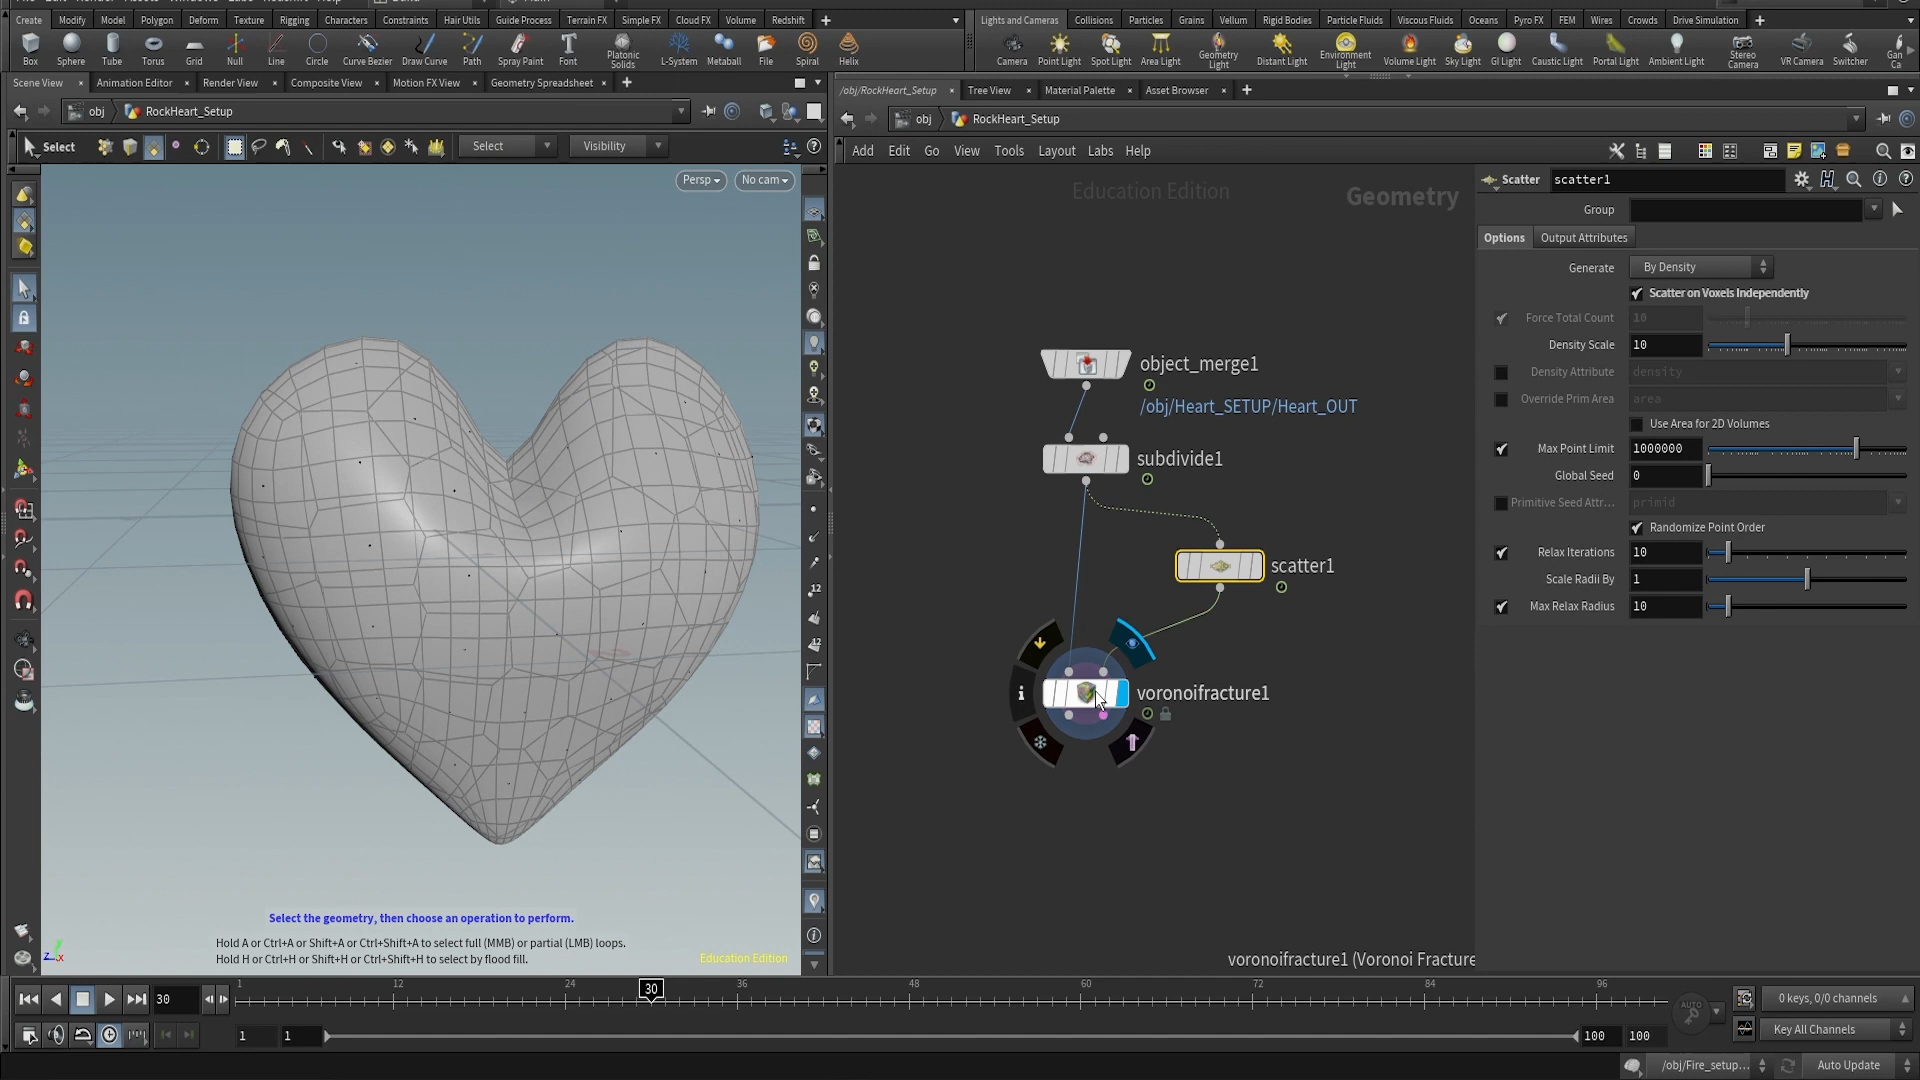 Create Modify Model Polygon Deform Texture Rigging Characters Constraints Hair Utils Guide Process Terrain FX Simple FX Cloud FX Volume Redshift
Lights and Cameras Collisions Particles Grains Vellum Rigid Bodies Particle Fluids Viscous Fluids Oceans Pyro FX FEM Wires Crowds Drive Simulation
Box Sphere Tube Torus Grid Null Line Circle Curve Bezier Draw Curve Path Spray Paint Font Platonic Solids L-System Metaball File Spiral Helix
Camera Point Light Spot Light Area Light Geometry Light Distant Light Environment Light Volume Light Sky Light GI Light Caustic Light Portal Light Ambient Light Stereo Camera VR Camera Switcher Gan Ca
Scene View Animation Editor Render View Composite View Motion FX View Geometry Spreadsheet
/obj/RockHeart_Setup Tree View Material Palette Asset Browser
obj RockHeart_Setup
obj RockHeart_Setup
Select Select Visibility
Add Edit Go View Tools Layout Labs Help
Persp No cam
Education Edition
Geometry
Scatter scatter1
Group
Options Output Attributes
Generate By Density
Scatter on Voxels Independently
Force Total Count 10
Density Scale 10
Density Attribute density
Override Prim Area area
Use Area for 2D Volumes
Max Point Limit 1000000
Global Seed 0
Primitive Seed Attr... primid
Randomize Point Order
Relax Iterations 10
Scale Radii By 1
Max Relax Radius 10
object_merge1
/obj/Heart_SETUP/Heart_OUT
subdivide1
scatter1
voronoifracture1
12
12
Select the geometry, then choose an operation to perform.
Hold A or Ctrl+A or Shift+A or Ctrl+Shift+A to select full (MMB) or partial (LMB) loops.
Hold H or Ctrl+H or Shift+H or Ctrl+Shift+H to select by flood fill.
Education Edition
z x
voronoifracture1 (Voronoi Fracture
30
1 12 24 30 36 48 60 72 84 96
AUTO
0 keys, 0/0 channels
1 1 100 100
Key All Channels
/obj/Fire_setup... Auto Update